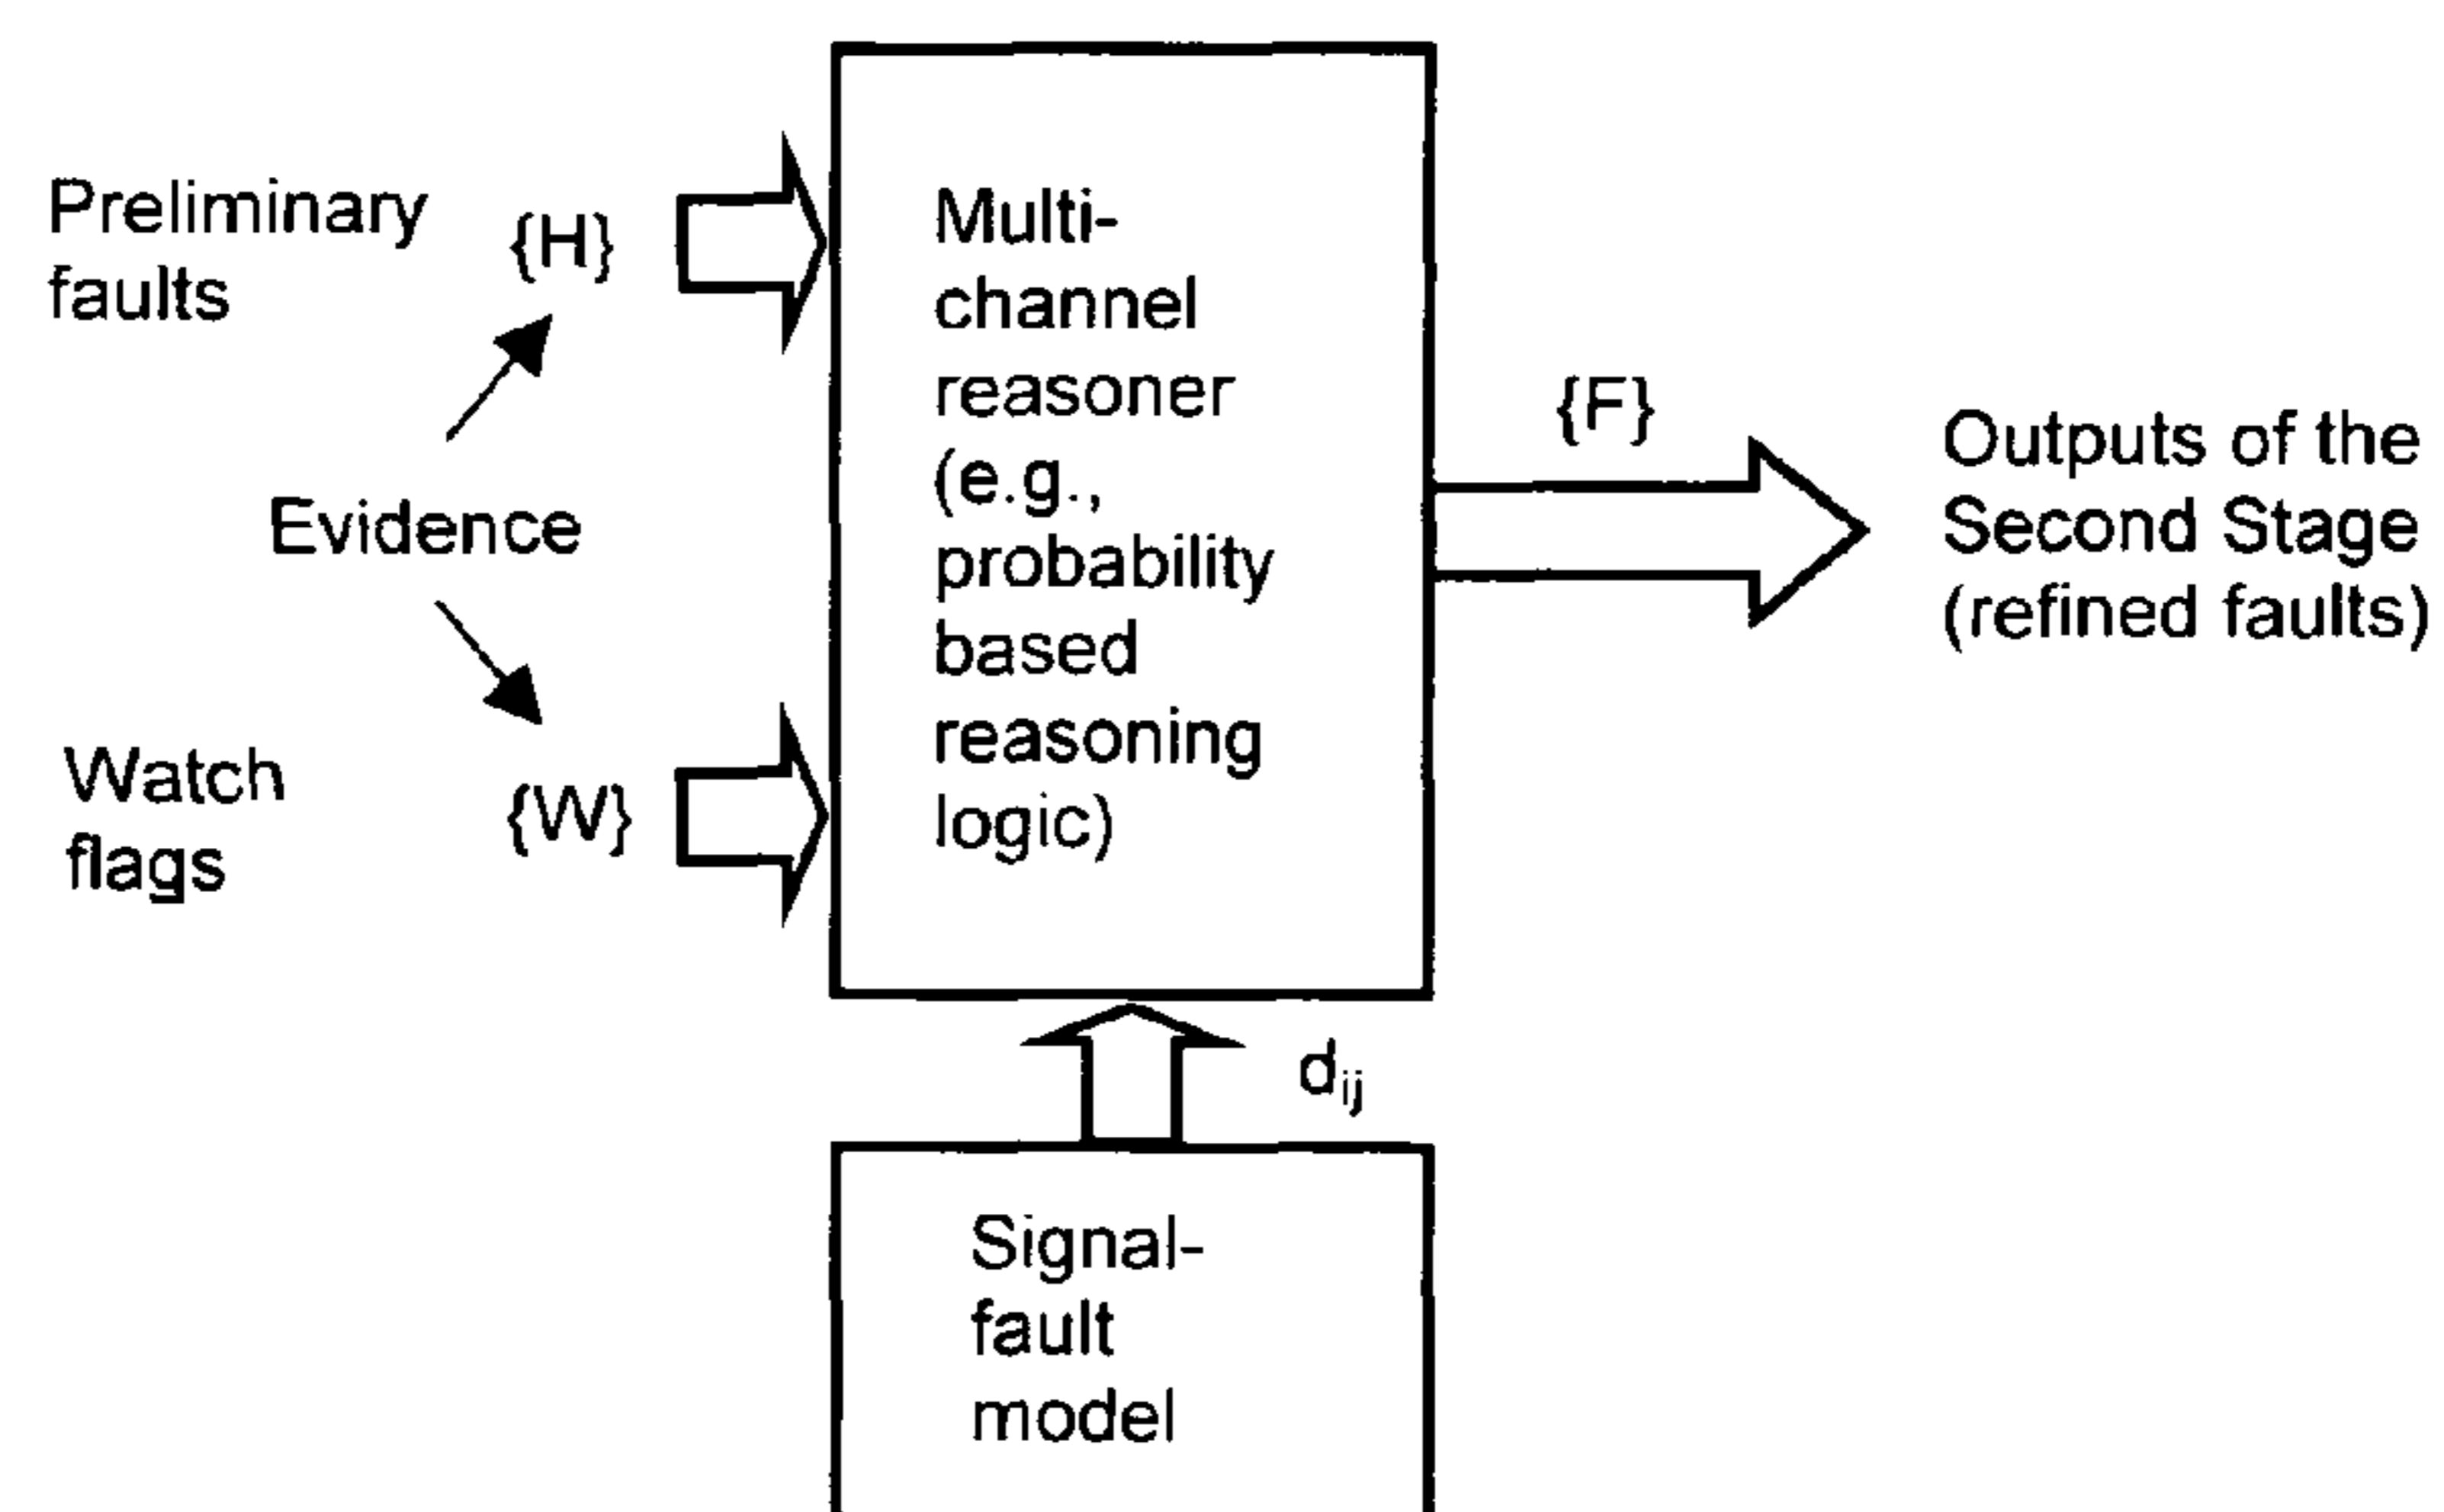 Preliminary
faults
{H}
Evidence
Watch
flags
{W}
Multi-
channel
reasoner
(e.g.,
probability
based
reasoning
logic)
{F}
Outputs of the
Second Stage
(refined faults)
dij
Signal-
fault
model